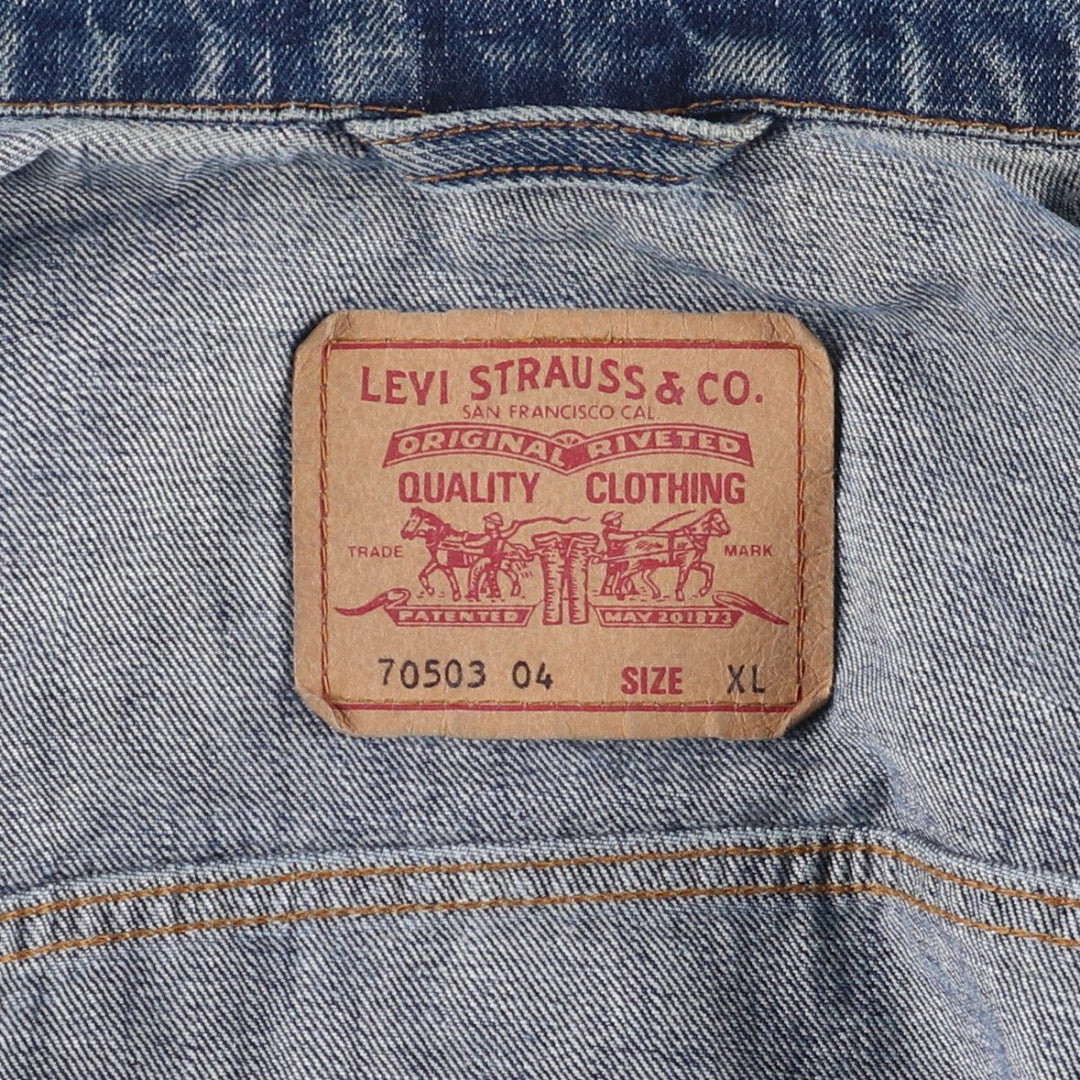 LEVI STRAUSS & CO.
SAN FRANCISCO CAL.
ORIGINAL RIVETED
QUALITY CLOTHING
TRADE MARK
PATENTED MAY 20 1873
70503 04 SIZE XL